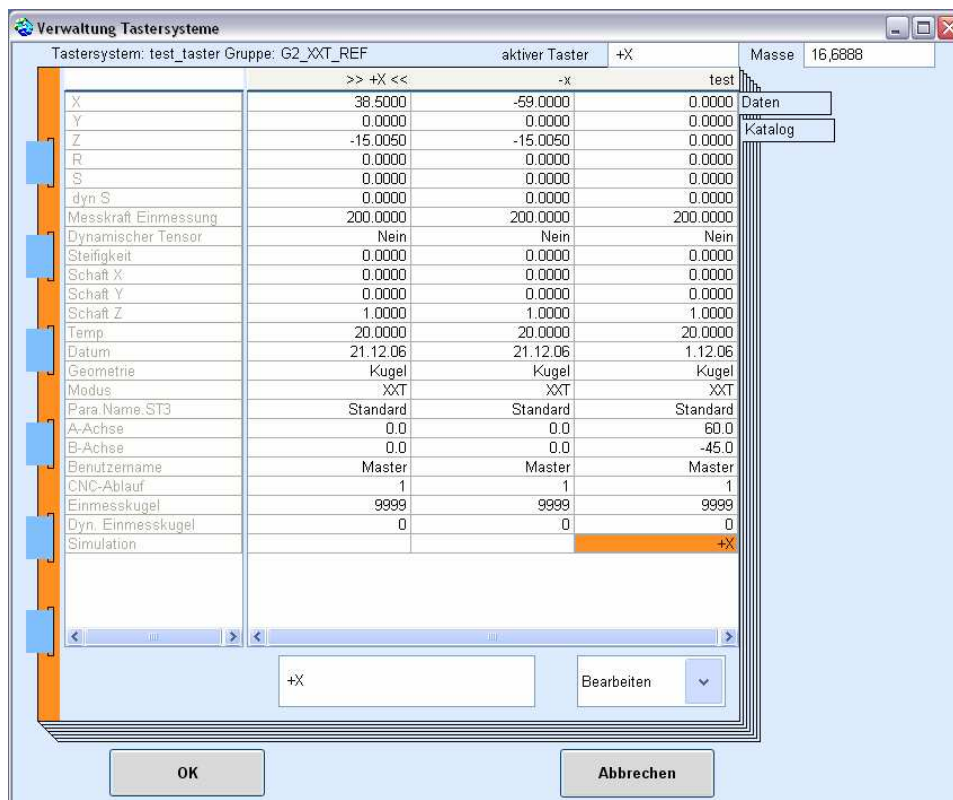 Verwaltung Tastersysteme
Tastersystem: test_taster Gruppe: G2_XXT_REF aktiver Taster +X Masse 16,6888
>> +X << -x test
X 38.5000 -59.0000 0.0000 Daten
Y 0.0000 0.0000 0.0000
Katalog
Z -15.0050 -15.0050 0.0000
R 0.0000 0.0000 0.0000
S 0.0000 0.0000 0.0000
dyn S 0.0000 0.0000 0.0000
Messkraft Einmessung 200.0000 200.0000 200.0000
Dynamischer Tensor Nein Nein Nein
Steifigkeit 0.0000 0.0000 0.0000
Schaft X 0.0000 0.0000 0.0000
Schaft Y 0.0000 0.0000 0.0000
Schaft Z 1.0000 1.0000 1.0000
Temp. 20.0000 20.0000 20.0000
Datum 21.12.06 21.12.06 1.12.06
Geometrie Kugel Kugel Kugel
Modus XXT XXT XXT
Para.Name.ST3 Standard Standard Standard
A-Achse 0.0 0.0 60.0
B-Achse 0.0 0.0 -45.0
Benutzername Master Master Master
CNC-Ablauf 1 1 1
Einmesskugel 9999 9999 9999
Dyn. Einmesskugel 0 0 0
Simulation +X
+X Bearbeiten
OK Abbrechen